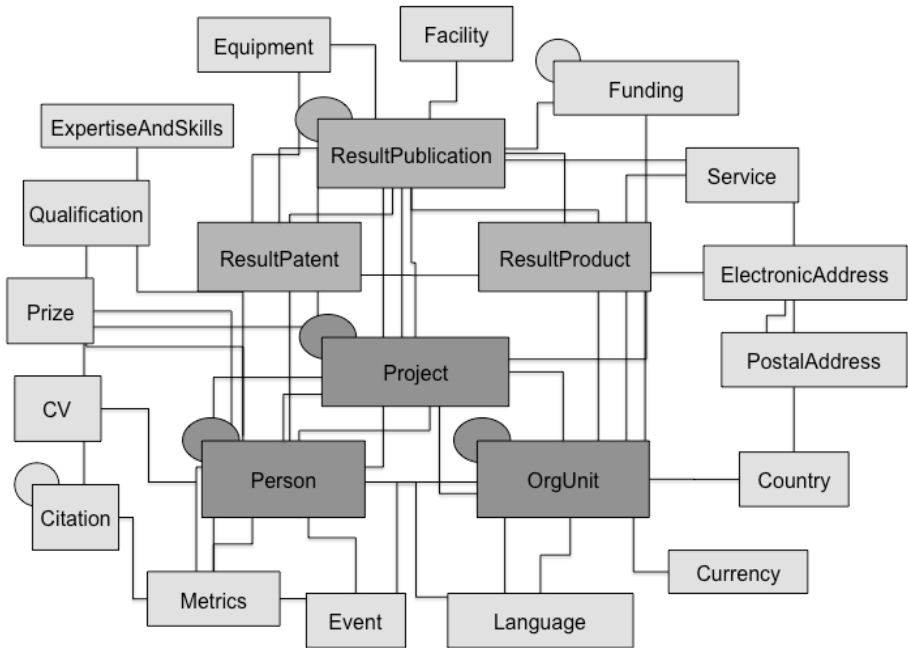 Equipment
Facility
Funding
ExpertiseAndSkills
ResultPublication
Service
Qualification
ResultPatent
ResultProduct
ElectronicAddress
Prize
Project
PostalAddress
CV
Person
OrgUnit
Country
Citation
Currency
Metrics
Event
Language